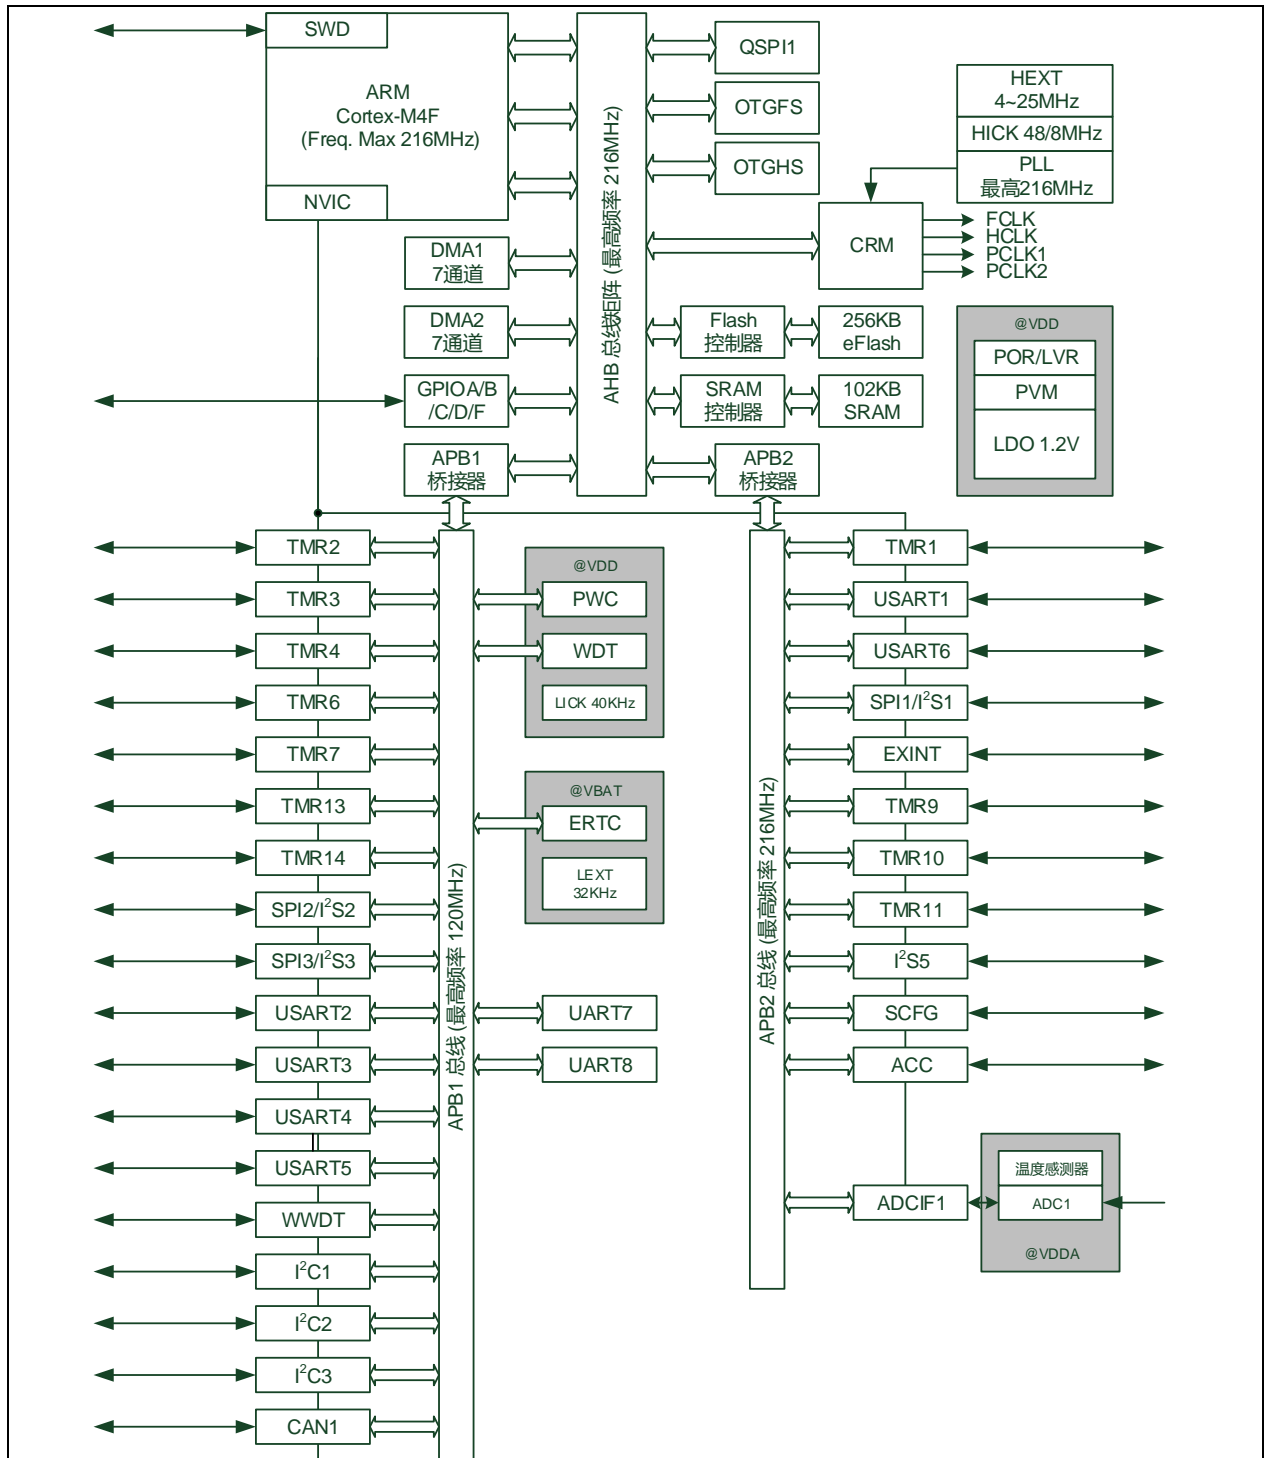 SWD
ARM
Cortex-M4F
(Freq. Max 216MHz)
NVIC
AHB 总线矩阵 (最高频率 216MHz)
QSPI1
OTGFS
OTGHS
HEXT
4~25MHz
HICK 48/8MHz
PLL
最高216MHz
CRM
FCLK
HCLK
PCLK1
PCLK2
DMA1
7通道
DMA2
7通道
Flash
控制器
256KB
eFlash
GPIOA/B
/C/D/F
SRAM
控制器
102KB
SRAM
@VDD
POR/LVR
PVM
LDO 1.2V
APB1
桥接器
APB2
桥接器
TMR2
TMR3
TMR4
TMR6
TMR7
TMR13
TMR14
SPI2/I²S2
SPI3/I²S3
USART2
USART3
USART4
USART5
WWDT
I²C1
I²C2
I²C3
CAN1
APB1 总线 (最高频率 120MHz)
@VDD
PWC
WDT
LICK 40KHz
@VBAT
ERTC
LEXT
32KHz
UART7
UART8
APB2 总线 (最高频率 216MHz)
TMR1
USART1
USART6
SPI1/I²S1
EXINT
TMR9
TMR10
TMR11
I²S5
SCFG
ACC
ADCIF1
温度感测器
ADC1
@VDDA